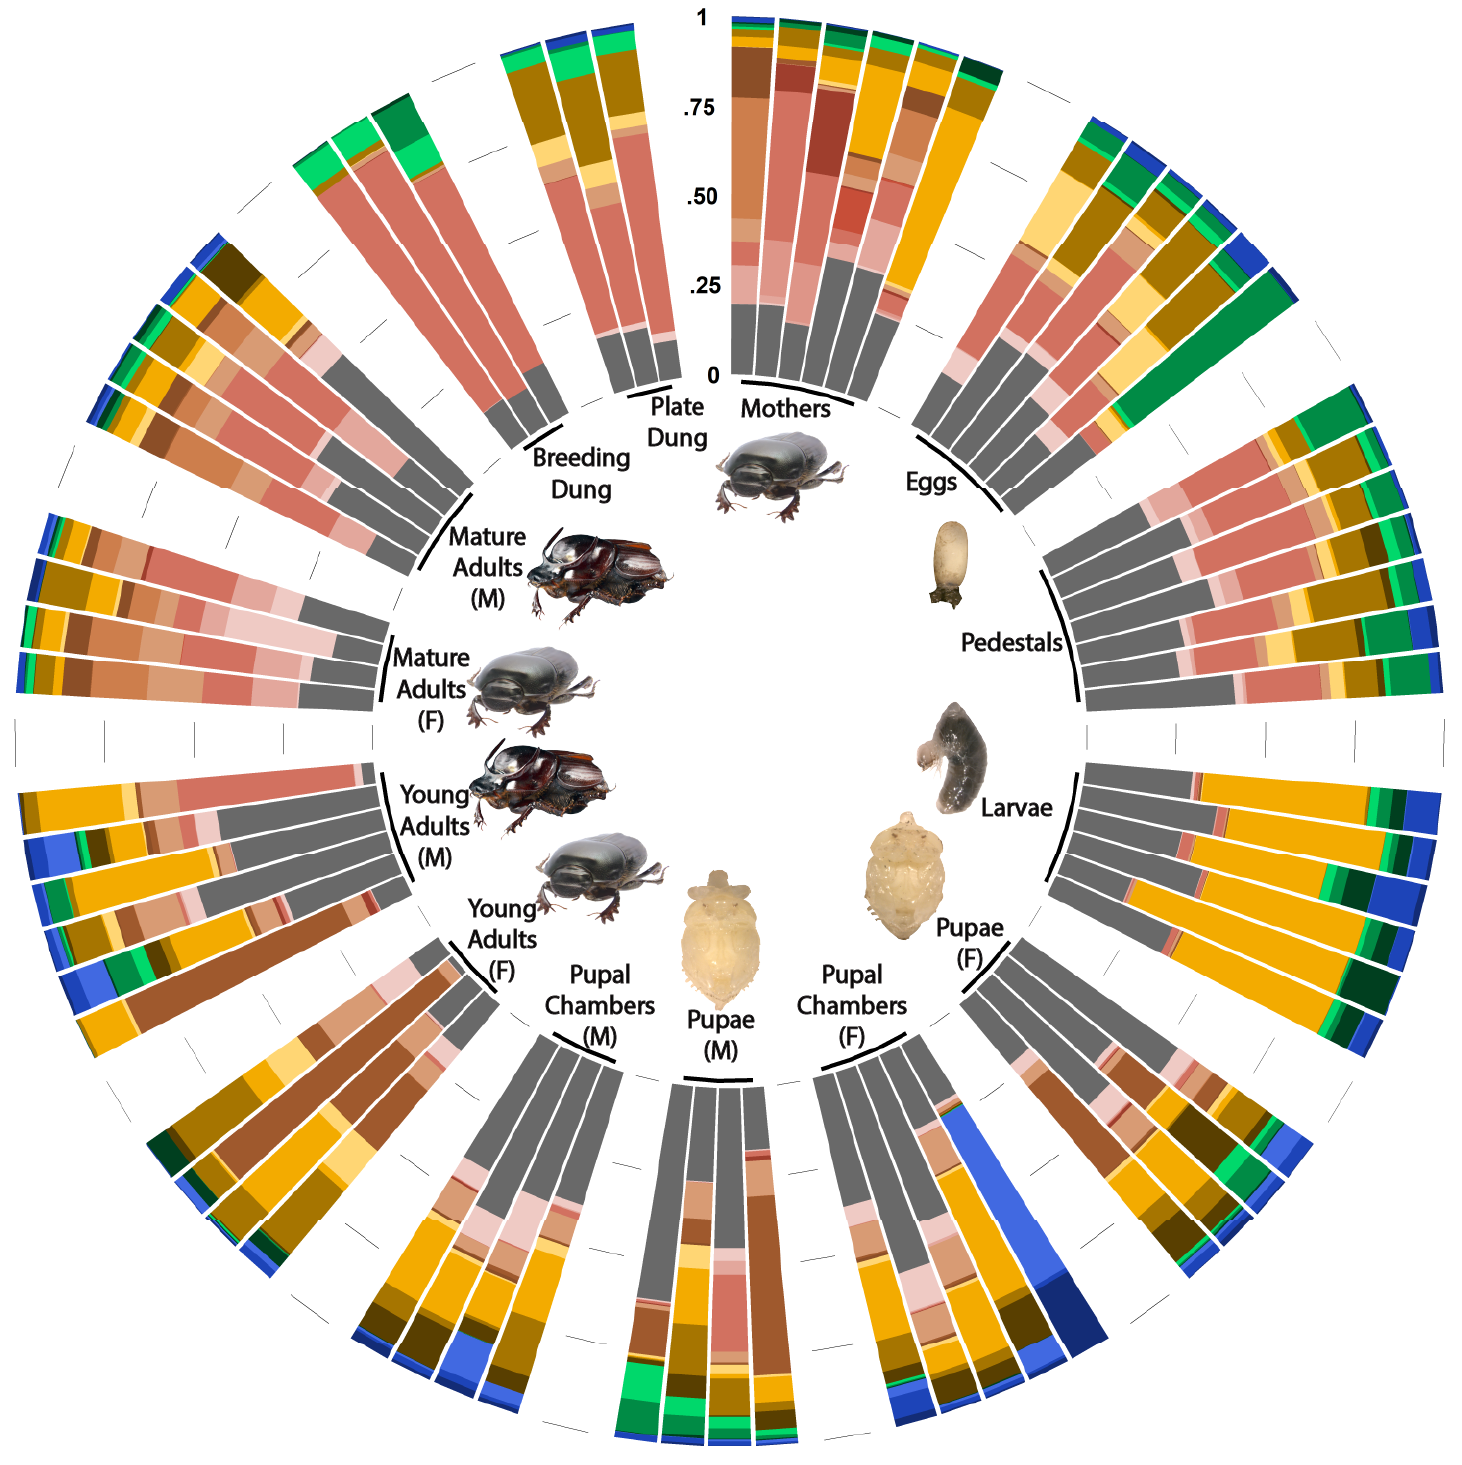 1
.75
.50
.25
0
Plate
Dung
Mothers
Breeding
Dung
Eggs
Mature
Adults
(M)
Pedestals
Mature
Adults
(F)
Young
Adults
(M)
Larvae
Young
Adults
(F)
Pupae
(F)
Pupal
Chambers
(M)
Pupae
(M)
Pupal
Chambers
(F)